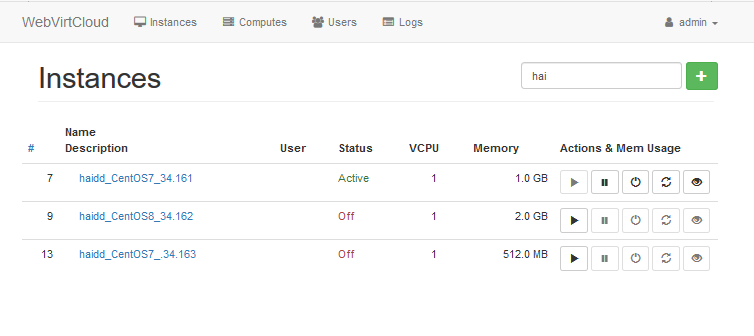 WebVirtCloud Instances Computes Users Logs admin
Instances
hai
Name
# Description User Status VCPU Memory Actions & Mem Usage
7 haidd_CentOS7_34.161 Active 1 1.0 GB
9 haidd_CentOS8_34.162 Off 1 2.0 GB
13 haidd_CentOS7_.34.163 Off 1 512.0 MB